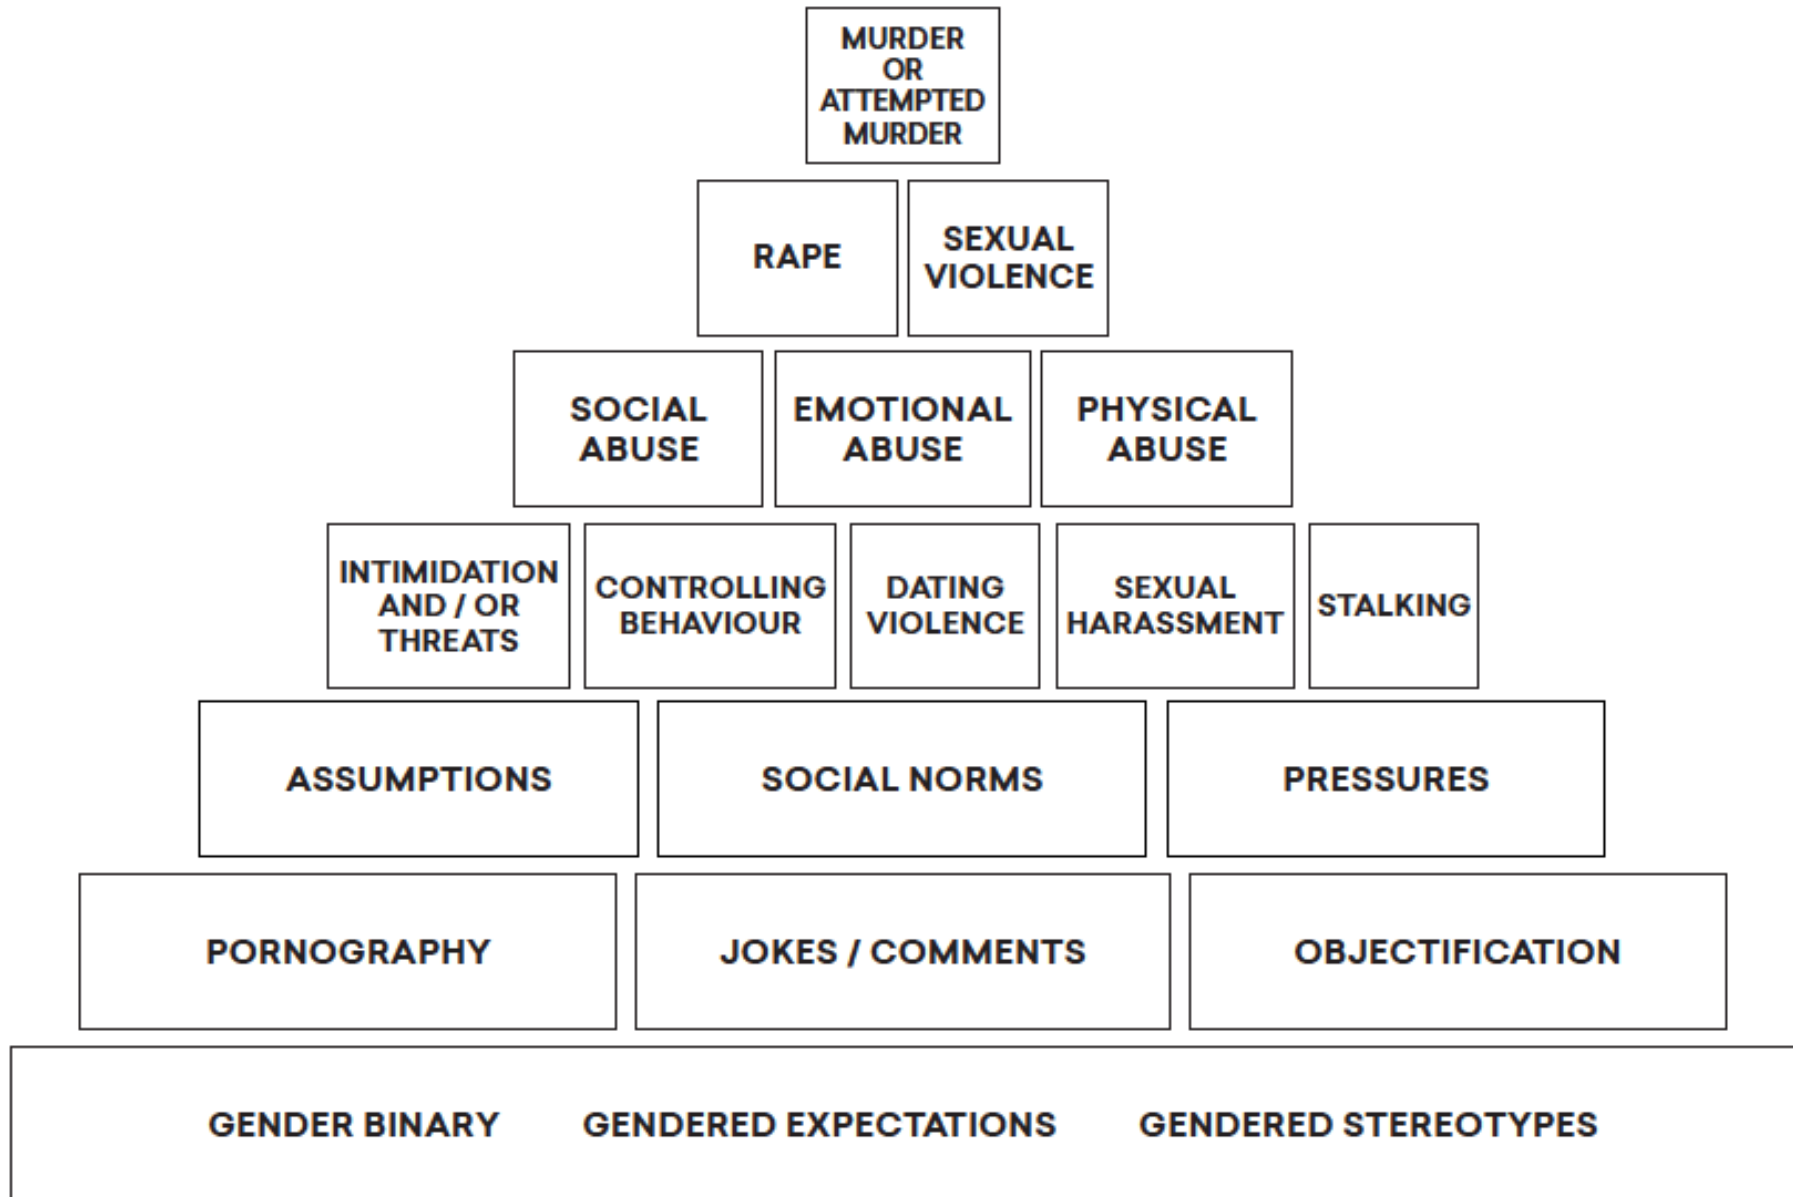 MURDER
OR
ATTEMPTED
MURDER
RAPE
SEXUAL
VIOLENCE
SOCIAL
ABUSE
EMOTIONAL
ABUSE
PHYSICAL
ABUSE
INTIMIDATION
AND / OR
THREATS
CONTROLLING
BEHAVIOUR
DATING
VIOLENCE
SEXUAL
HARASSMENT
STALKING
ASSUMPTIONS
SOCIAL NORMS
PRESSURES
PORNOGRAPHY
JOKES / COMMENTS
OBJECTIFICATION
GENDER BINARY
GENDERED EXPECTATIONS
GENDERED STEREOTYPES